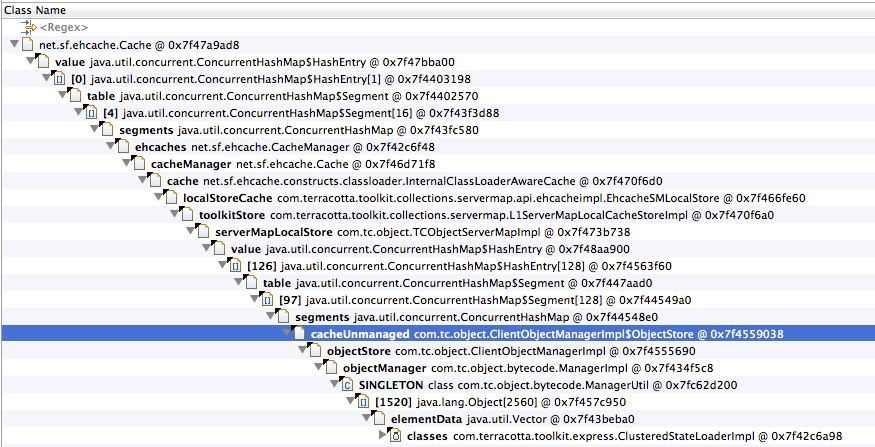 Class Name
<Regex>
net.sf.ehcache.Cache @ 0x7f47a9ad8
value java.util.concurrent.ConcurrentHashMap$HashEntry @ 0x7f47bba00
[0] java.util.concurrent.ConcurrentHashMap$HashEntry[1] @ 0x7f4403198
table java.util.concurrent.ConcurrentHashMap$Segment @ 0x7f4402570
[4] java.util.concurrent.ConcurrentHashMap$Segment[16] @ 0x7f43f3d88
segments java.util.concurrent.ConcurrentHashMap @ 0x7f43fc580
ehcaches net.sf.ehcache.CacheManager @ 0x7f42c6f48
cacheManager net.sf.ehcache.Cache @ 0x7f46d71f8
cache net.sf.ehcache.constructs.classloader.InternalClassLoaderAwareCache @ 0x7f470f6d0
localStoreCache com.terracotta.toolkit.collections.servermap.api.ehcacheimpl.EhcacheSMLocalStore @ 0x7f466fe60
toolkitStore com.terracotta.toolkit.collections.servermap.L1ServerMapLocalCacheStoreImpl @ 0x7f470f6a0
serverMapLocalStore com.tc.object.TCObjectServerMapImpl @ 0x7f473b738
value java.util.concurrent.ConcurrentHashMap$HashEntry @ 0x7f48aa900
[126] java.util.concurrent.ConcurrentHashMap$HashEntry[128] @ 0x7f4563f60
table java.util.concurrent.ConcurrentHashMap$Segment @ 0x7f447aad0
[97] java.util.concurrent.ConcurrentHashMap$Segment[128] @ 0x7f44549a0
segments java.util.concurrent.ConcurrentHashMap @ 0x7f44548e0
cacheUnmanaged com.tc.object.ClientObjectManagerImpl$ObjectStore @ 0x7f4559038
objectStore com.tc.object.ClientObjectManagerImpl @ 0x7f4555690
objectManager com.tc.object.bytecode.ManagerImpl @ 0x7f434f5c8
SINGLETON class com.tc.object.bytecode.ManagerUtil @ 0x7fc62d200
[1520] java.lang.Object[2560] @ 0x7f457c950
elementData java.util.Vector @ 0x7f43beba0
classes com.terracotta.toolkit.express.ClusteredStateLoaderImpl @ 0x7f42c6a98